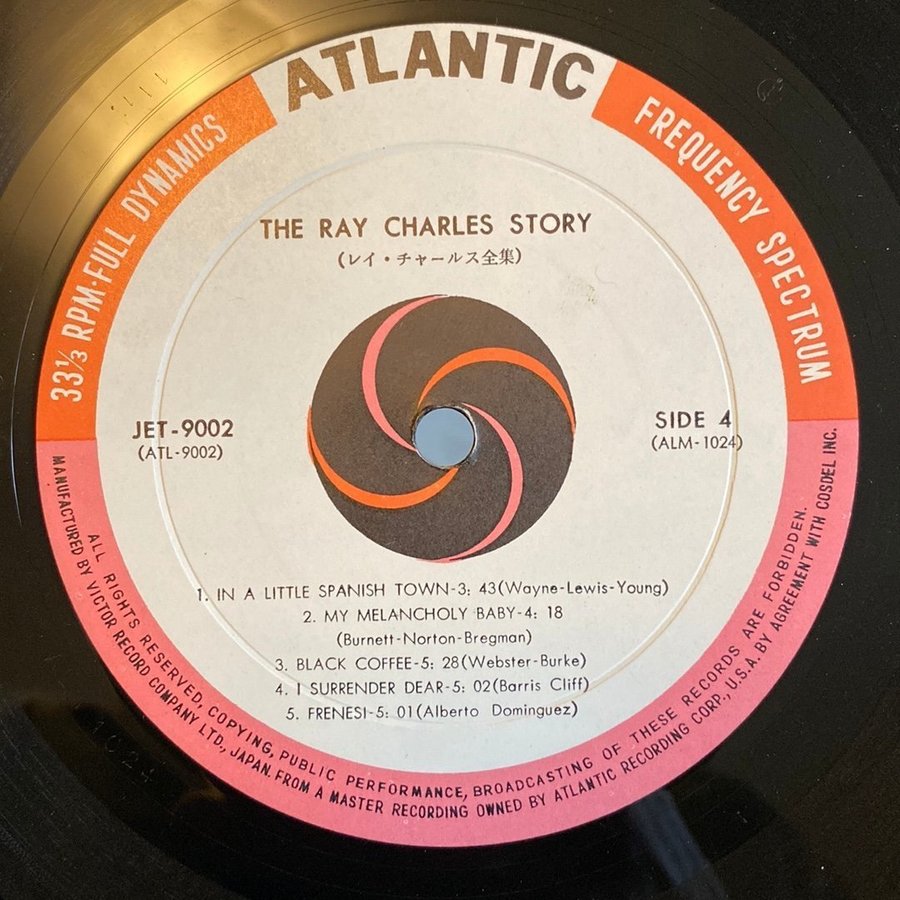 ATLANTIC
33⅓ RPM·FULL DYNAMICS
FREQUENCY SPECTRUM
THE RAY CHARLES STORY
(レイ・チャールス全集)
JET-9002
(ATL-9002)
SIDE 4
(ALM-1024)
1. IN A LITTLE SPANISH TOWN-3: 43(Wayne-Lewis-Young)
2. MY MELANCHOLY BABY-4: 18
(Burnett-Norton-Bregman)
3. BLACK COFFEE-5: 28(Webster-Burke)
4. I SURRENDER DEAR-5: 02(Barris Cliff)
5. FRENESI-5: 01(Alberto Dominguez)
ALL RIGHTS RESERVED, COPYING, PUBLIC PERFORMANCE, BROADCASTING OF THESE RECORDS ARE FORBIDDEN.
MANUFACTURED BY VICTOR RECORD COMPANY LTD., JAPAN. FROM A MASTER RECORDING OWNED BY ATLANTIC RECORDING CORP., U.S.A. BY AGREEMENT WITH COSDEL INC.